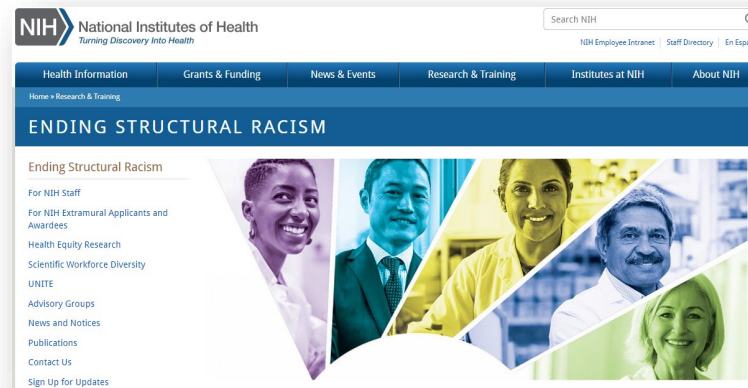 NIH National Institutes of Health
Turning Discovery Into Health
Search NIH
NIH Employee Intranet | Staff Directory | En
Health Information Grants & Funding News & Events Research & Training Institutes at NIH About NIH
Home » Research & Training
ENDING STRUCTURAL RACISM
Ending Structural Racism
For NIH Staff
For NIH Extramural Applicants and
Awardees
Health Equity Research
Scientific Workforce Diversity
UNITE
Advisory Groups
News and Notices
Publications
Contact Us
Sign Up for Updates